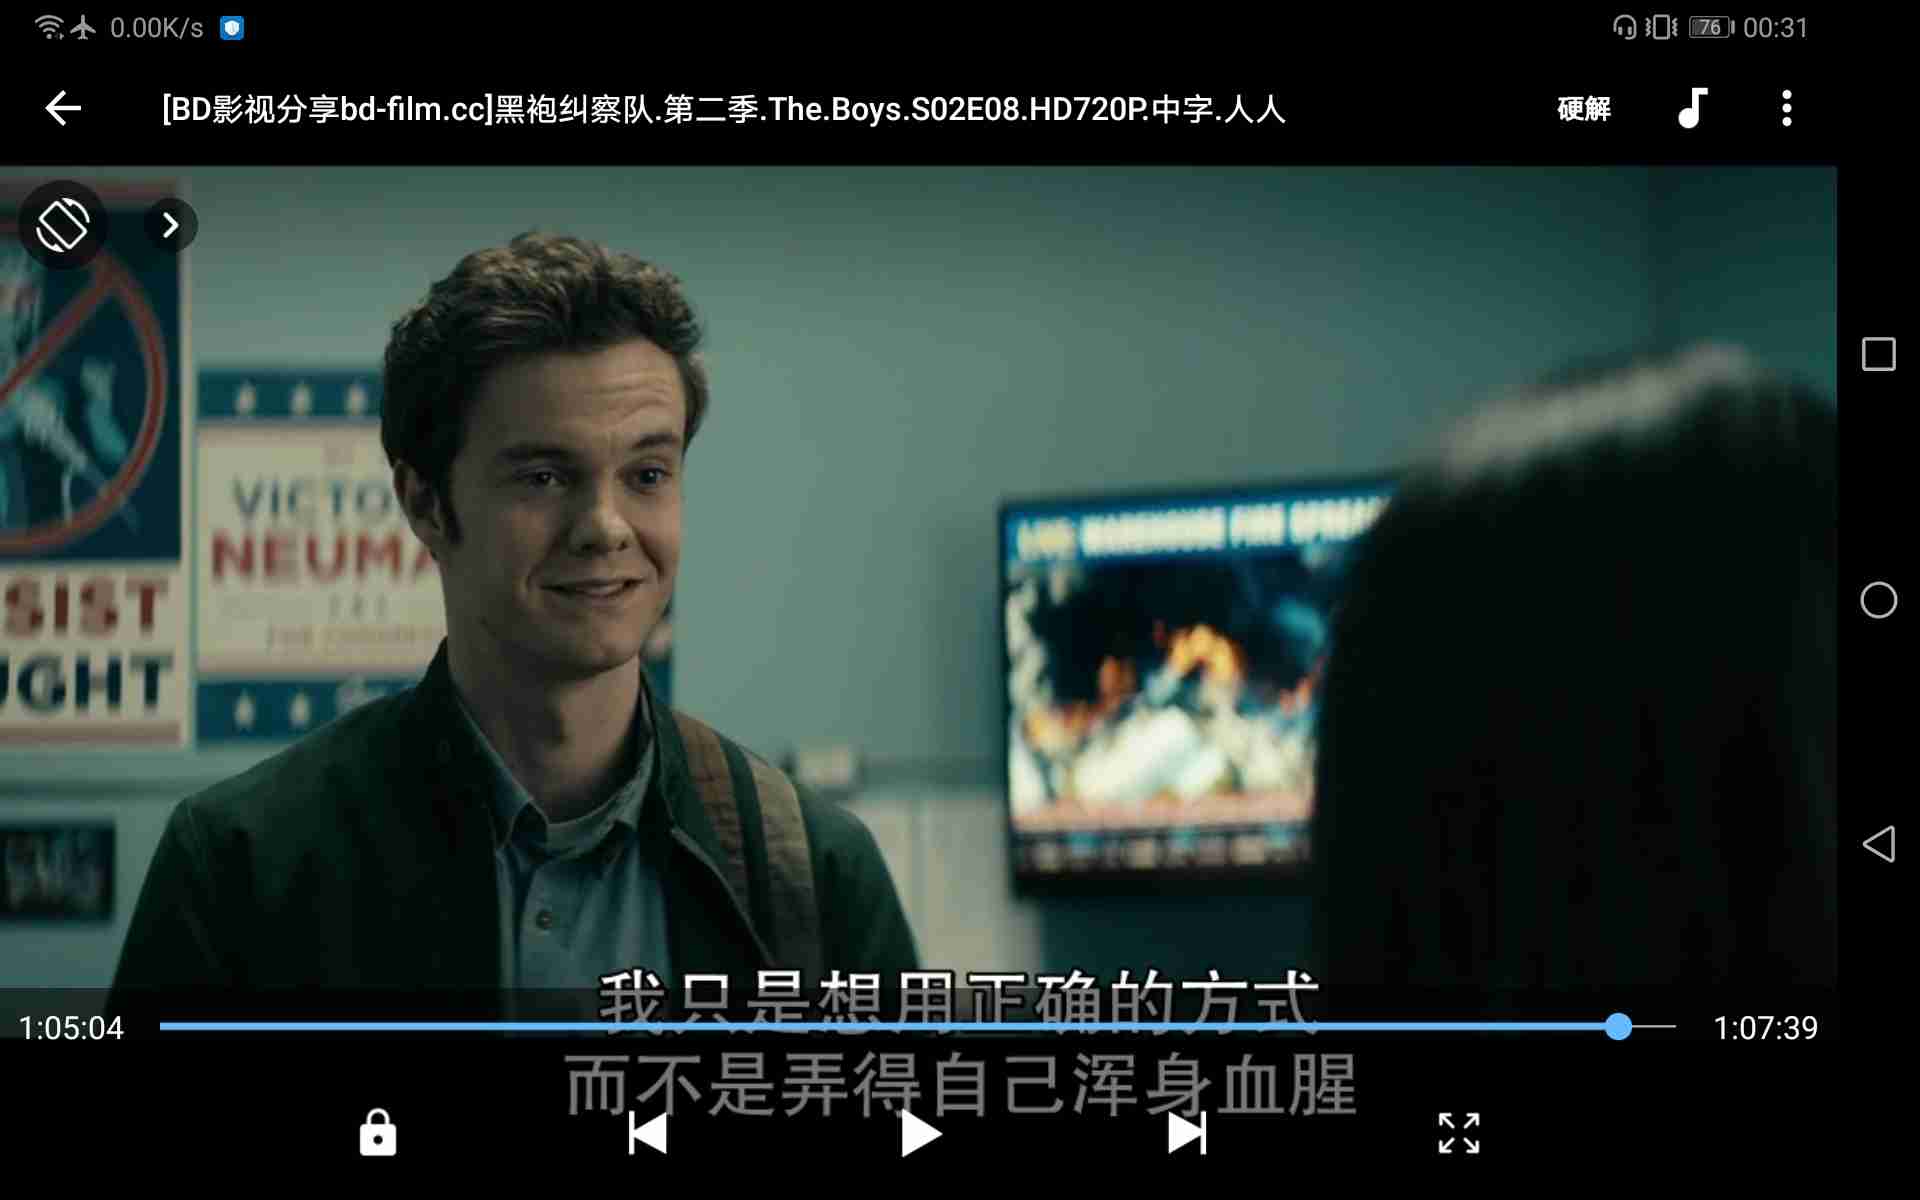 0.00K/s
76 00:31
[BD影视分享bd-film.cc]黑袍纠察队.第二季.The.Boys.S02E08.HD720P.中字.人人
硬解
VICTO
NEUMA
SIST
UGHT
WAREHOUSE FIRE
我只是想用正确的方式
1:05:04
1:07:39
而不是弄得自己浑身血腥